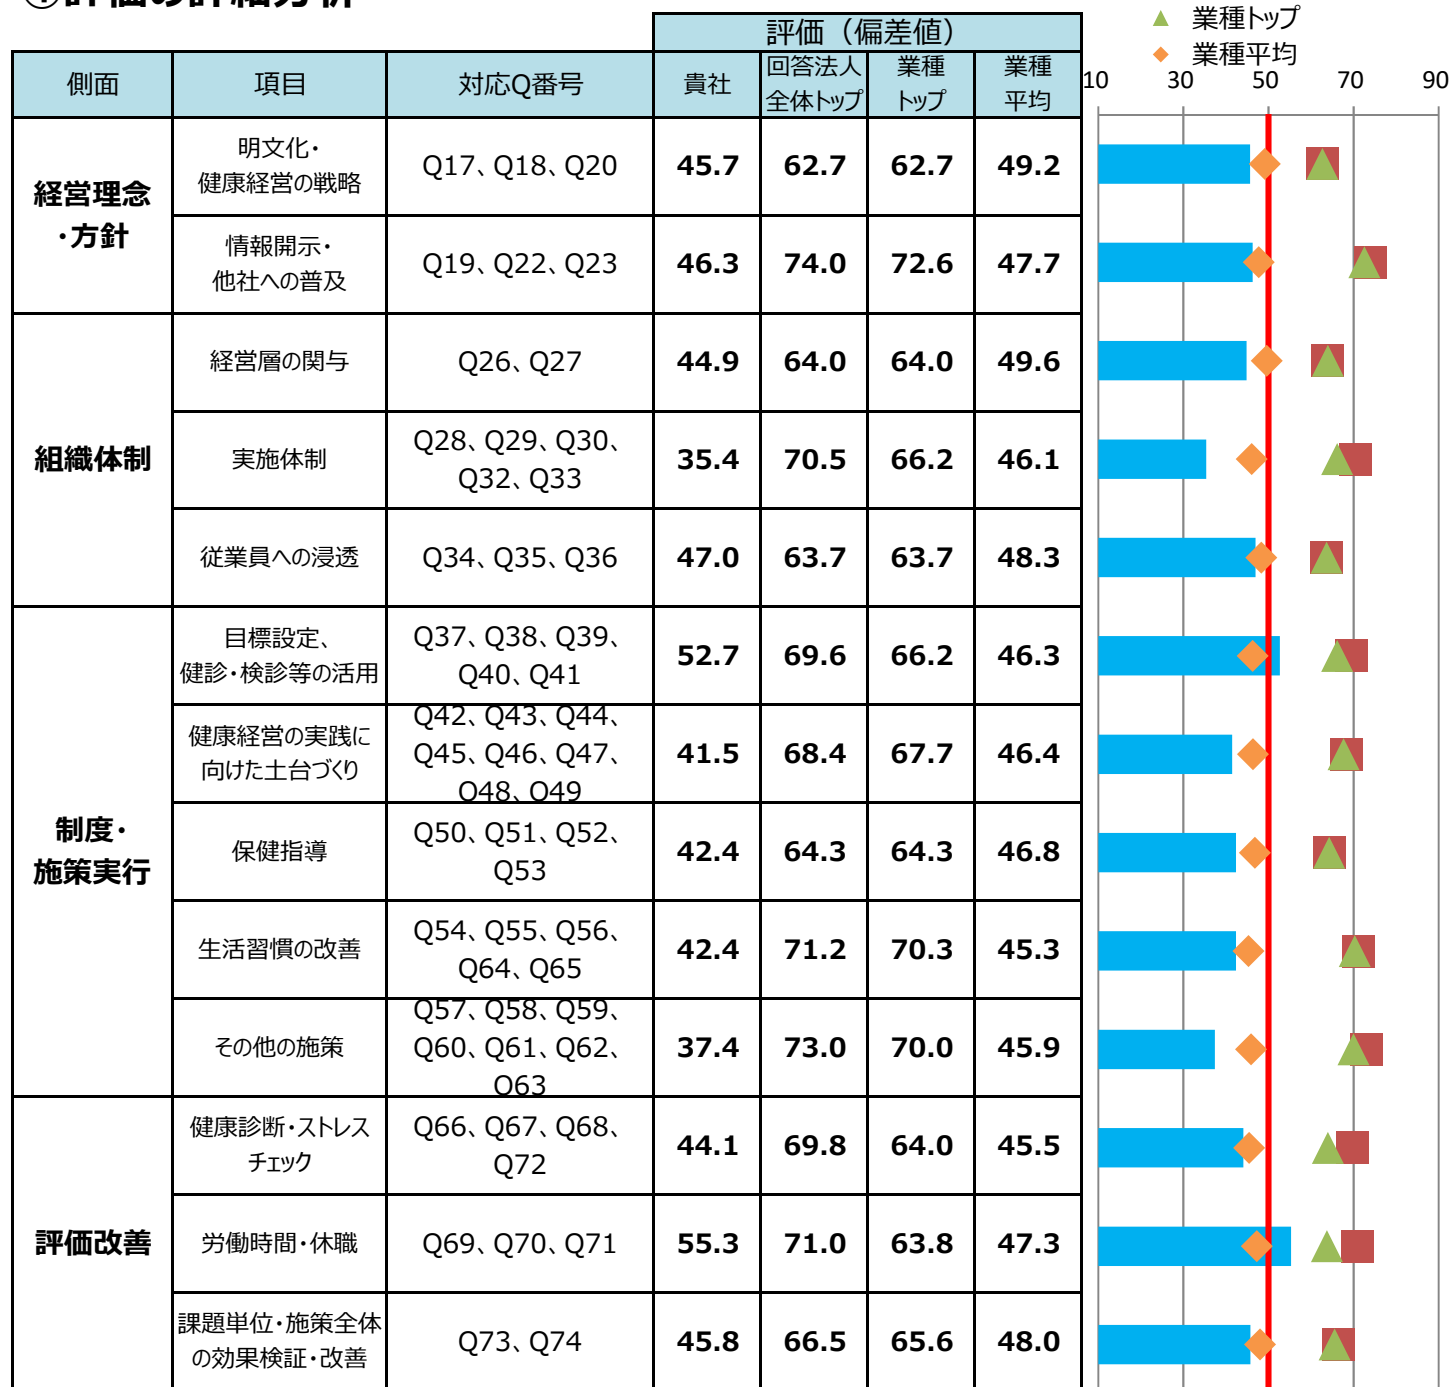 ①評価の詳細分析
業種トップ
業種平均
評価（偏差値）
側面 項目 対応Q番号 貴社 回答法人 業種 業種
全体トップ トップ 平均
10 30 50 70 90
経営理念
・方針
明文化・
健康経営の戦略
Q17、Q18、Q20 45.7 62.7 62.7 49.2
情報開示・
他社への普及
Q19、Q22、Q23 46.3 74.0 72.6 47.7
組織体制
経営層の関与 Q26、Q27 44.9 64.0 64.0 49.6
実施体制
Q28、Q29、Q30、
Q32、Q33
35.4 70.5 66.2 46.1
従業員への浸透 Q34、Q35、Q36 47.0 63.7 63.7 48.3
制度・
施策実行
目標設定、
健診・検診等の活用
Q37、Q38、Q39、
Q40、Q41
52.7 69.6 66.2 46.3
健康経営の実践に
向けた土台づくり
Q42、Q43、Q44、
Q45、Q46、Q47、
Q48、Q49
41.5 68.4 67.7 46.4
保健指導
Q50、Q51、Q52、
Q53
42.4 64.3 64.3 46.8
生活習慣の改善
Q54、Q55、Q56、
Q64、Q65
42.4 71.2 70.3 45.3
その他の施策
Q57、Q58、Q59、
Q60、Q61、Q62、
Q63
37.4 73.0 70.0 45.9
評価改善
健康診断・ストレス
チェック
Q66、Q67、Q68、
Q72
44.1 69.8 64.0 45.5
労働時間・休職 Q69、Q70、Q71 55.3 71.0 63.8 47.3
課題単位・施策全体
の効果検証・改善
Q73、Q74 45.8 66.5 65.6 48.0